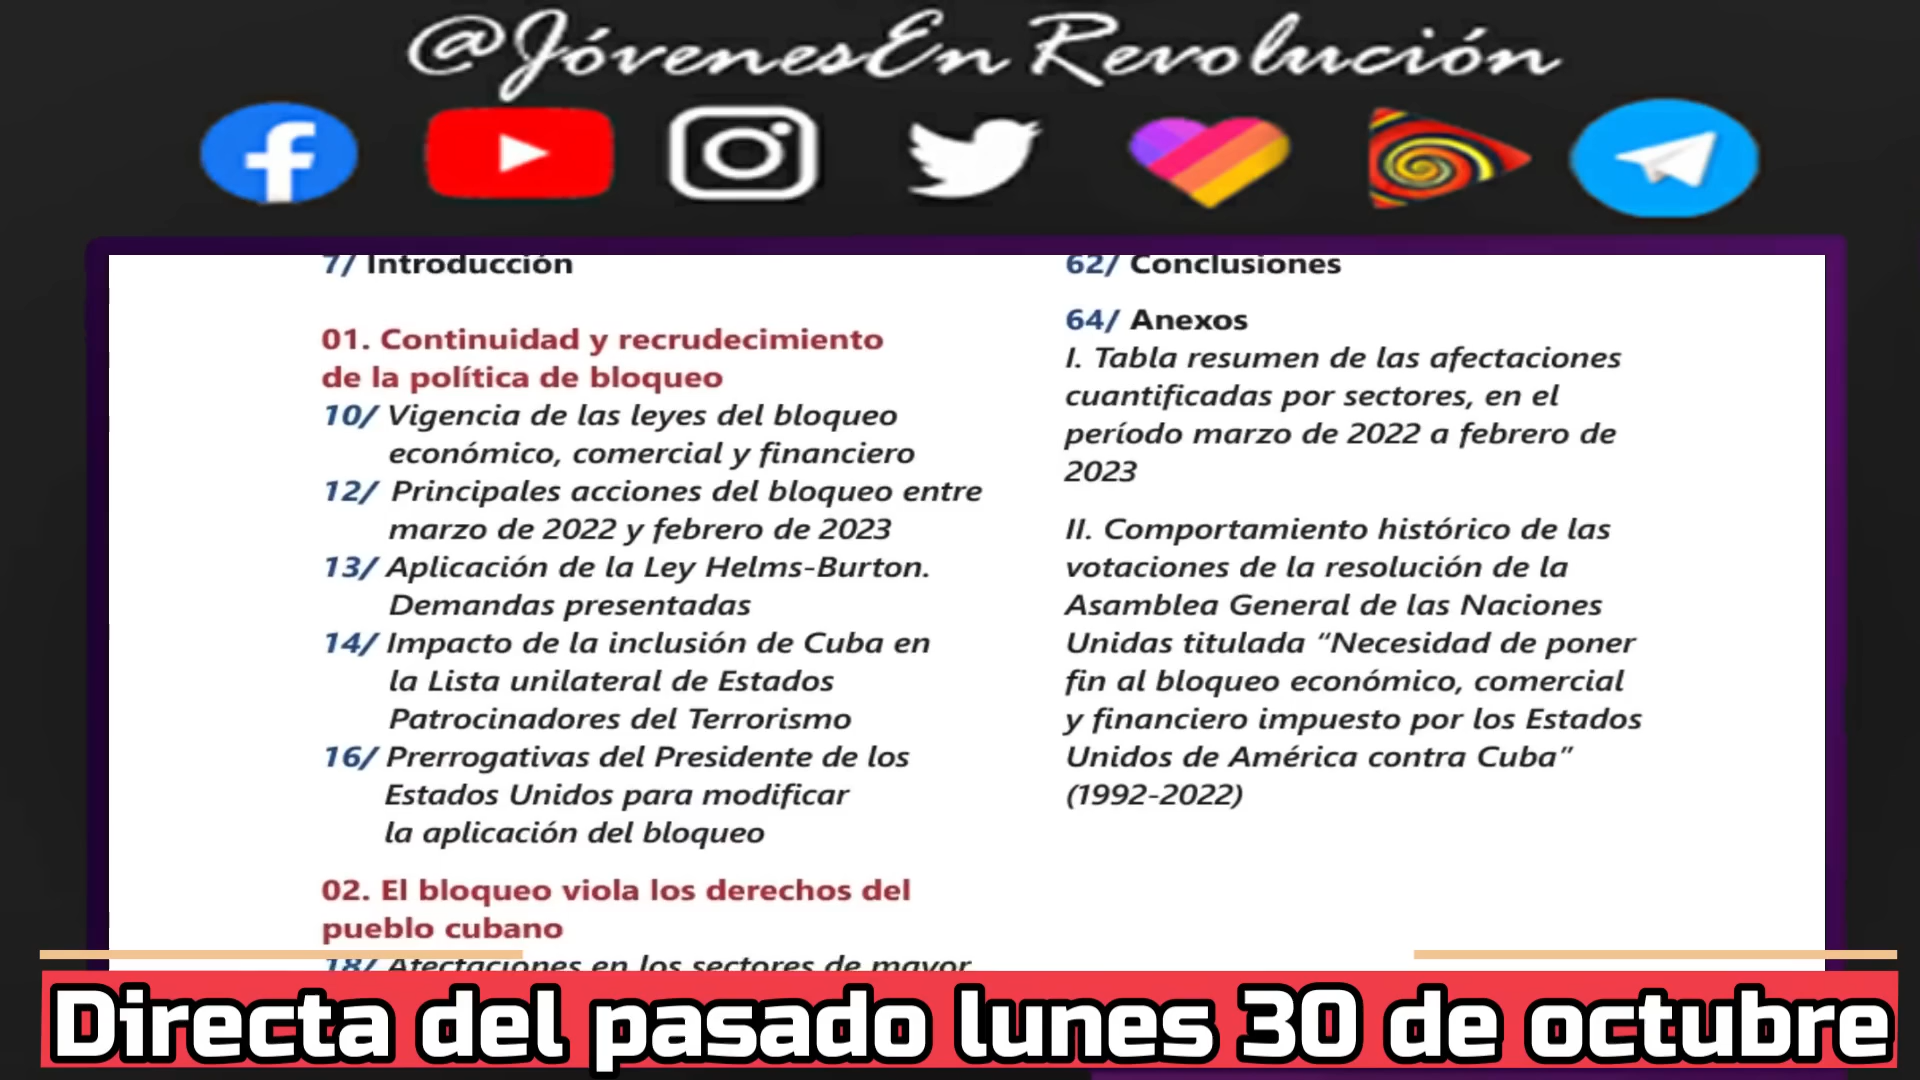 @JóvenesEnRevolución
7/ Introducción
01. Continuidad y recrudecimiento
de la política de bloqueo
10/ Vigencia de las leyes del bloqueo
económico, comercial y financiero
12/ Principales acciones del bloqueo entre
marzo de 2022 y febrero de 2023
13/ Aplicación de la Ley Helms-Burton.
Demandas presentadas
14/ Impacto de la inclusión de Cuba en
la Lista unilateral de Estados
Patrocinadores del Terrorismo
16/ Prerrogativas del Presidente de los
Estados Unidos para modificar
la aplicación del bloqueo
02. El bloqueo viola los derechos del
pueblo cubano
18/ Afectaciones en los sectores de mayor
62/ Conclusiones
64/ Anexos
I. Tabla resumen de las afectaciones
cuantificadas por sectores, en el
período marzo de 2022 a febrero de
2023
II. Comportamiento histórico de las
votaciones de la resolución de la
Asamblea General de las Naciones
Unidas titulada “Necesidad de poner
fin al bloqueo económico, comercial
y financiero impuesto por los Estados
Unidos de América contra Cuba”
(1992-2022)
Directa del pasado lunes 30 de octubre